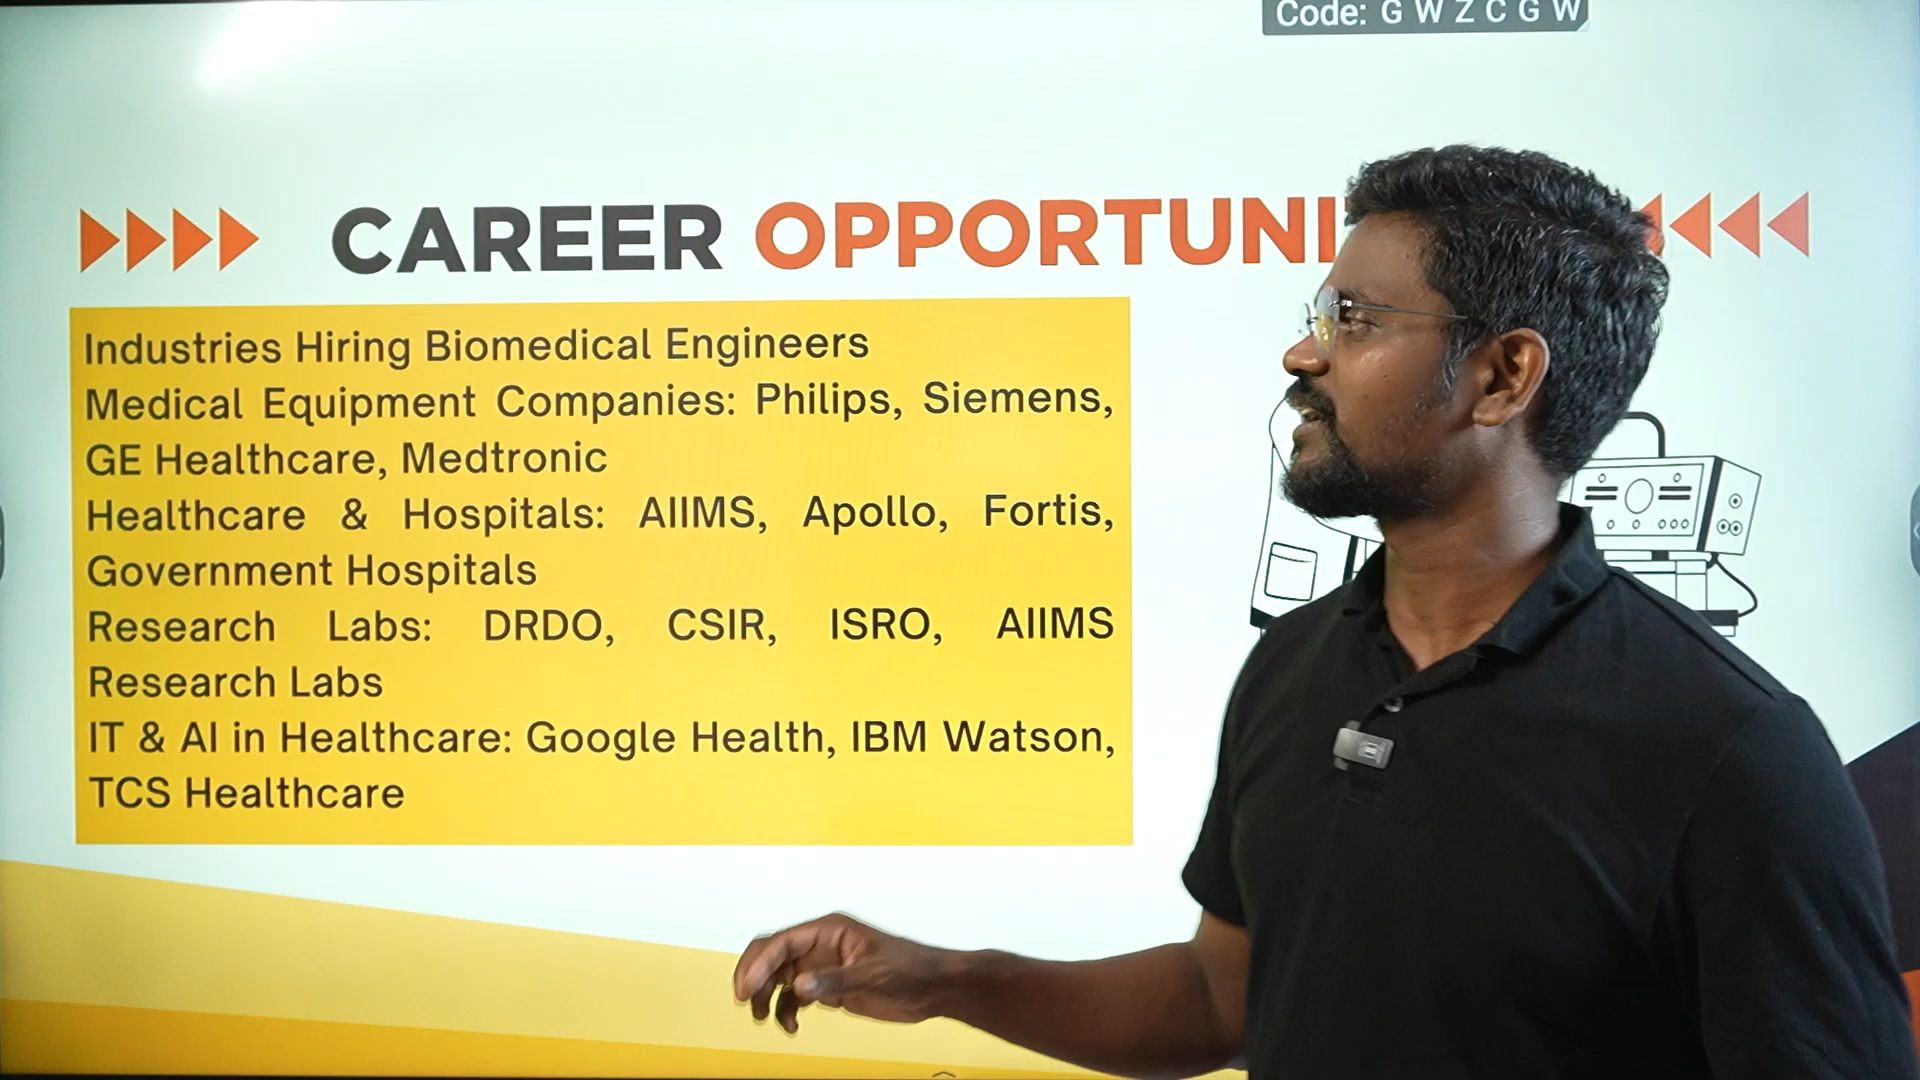 Code: G W Z C G W
CAREER OPPORTUNI
Industries Hiring Biomedical Engineers
Medical Equipment Companies: Philips, Siemens,
GE Healthcare, Medtronic
Healthcare & Hospitals: AIIMS, Apollo, Fortis,
Government Hospitals
Research Labs: DRDO, CSIR, ISRO, AIIMS
Research Labs
IT & AI in Healthcare: Google Health, IBM Watson,
TCS Healthcare